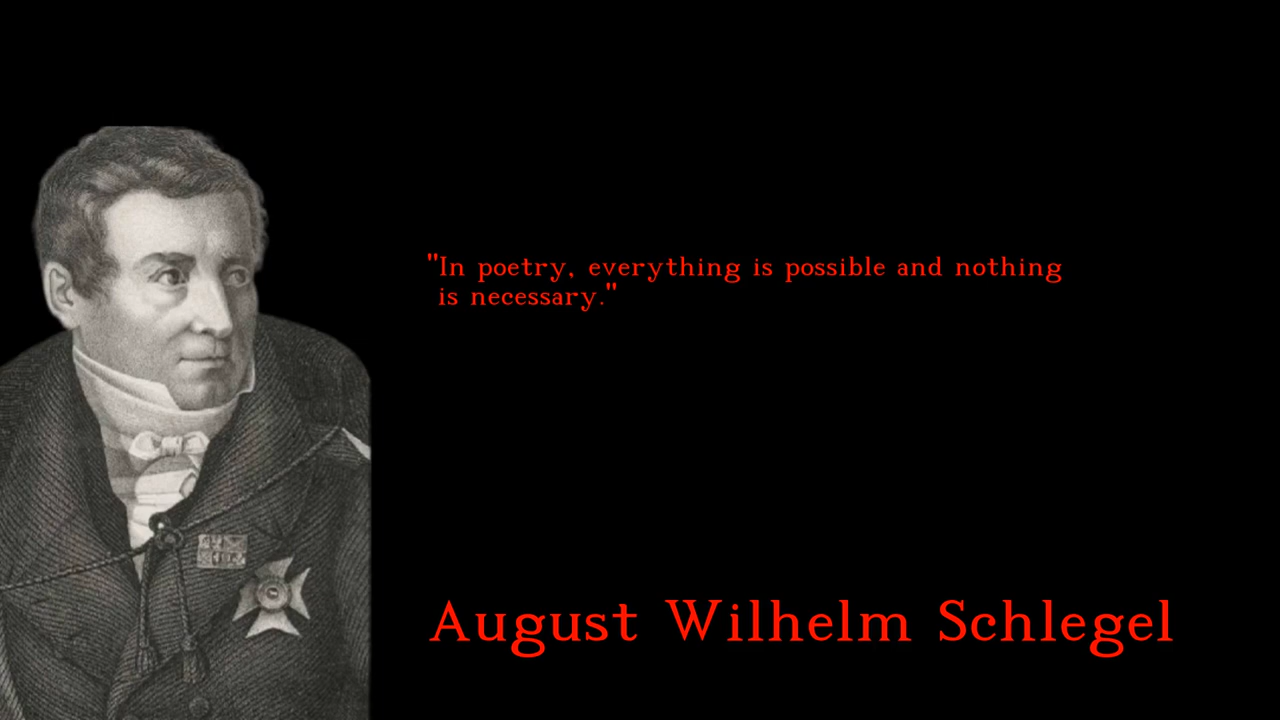 "In poetry, everything is possible and nothing
is necessary."
August Wilhelm Schlegel